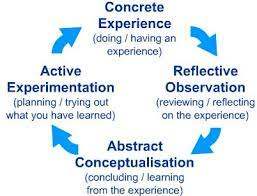 Concrete
Experience
(doing / having an
experience)
Reflective
Observation
(reviewing / reflecting
on the experience)
Abstract
Conceptualisation
(concluding / learning
from the experience)
Active
Experimentation
(planning / trying out
what you have learned)